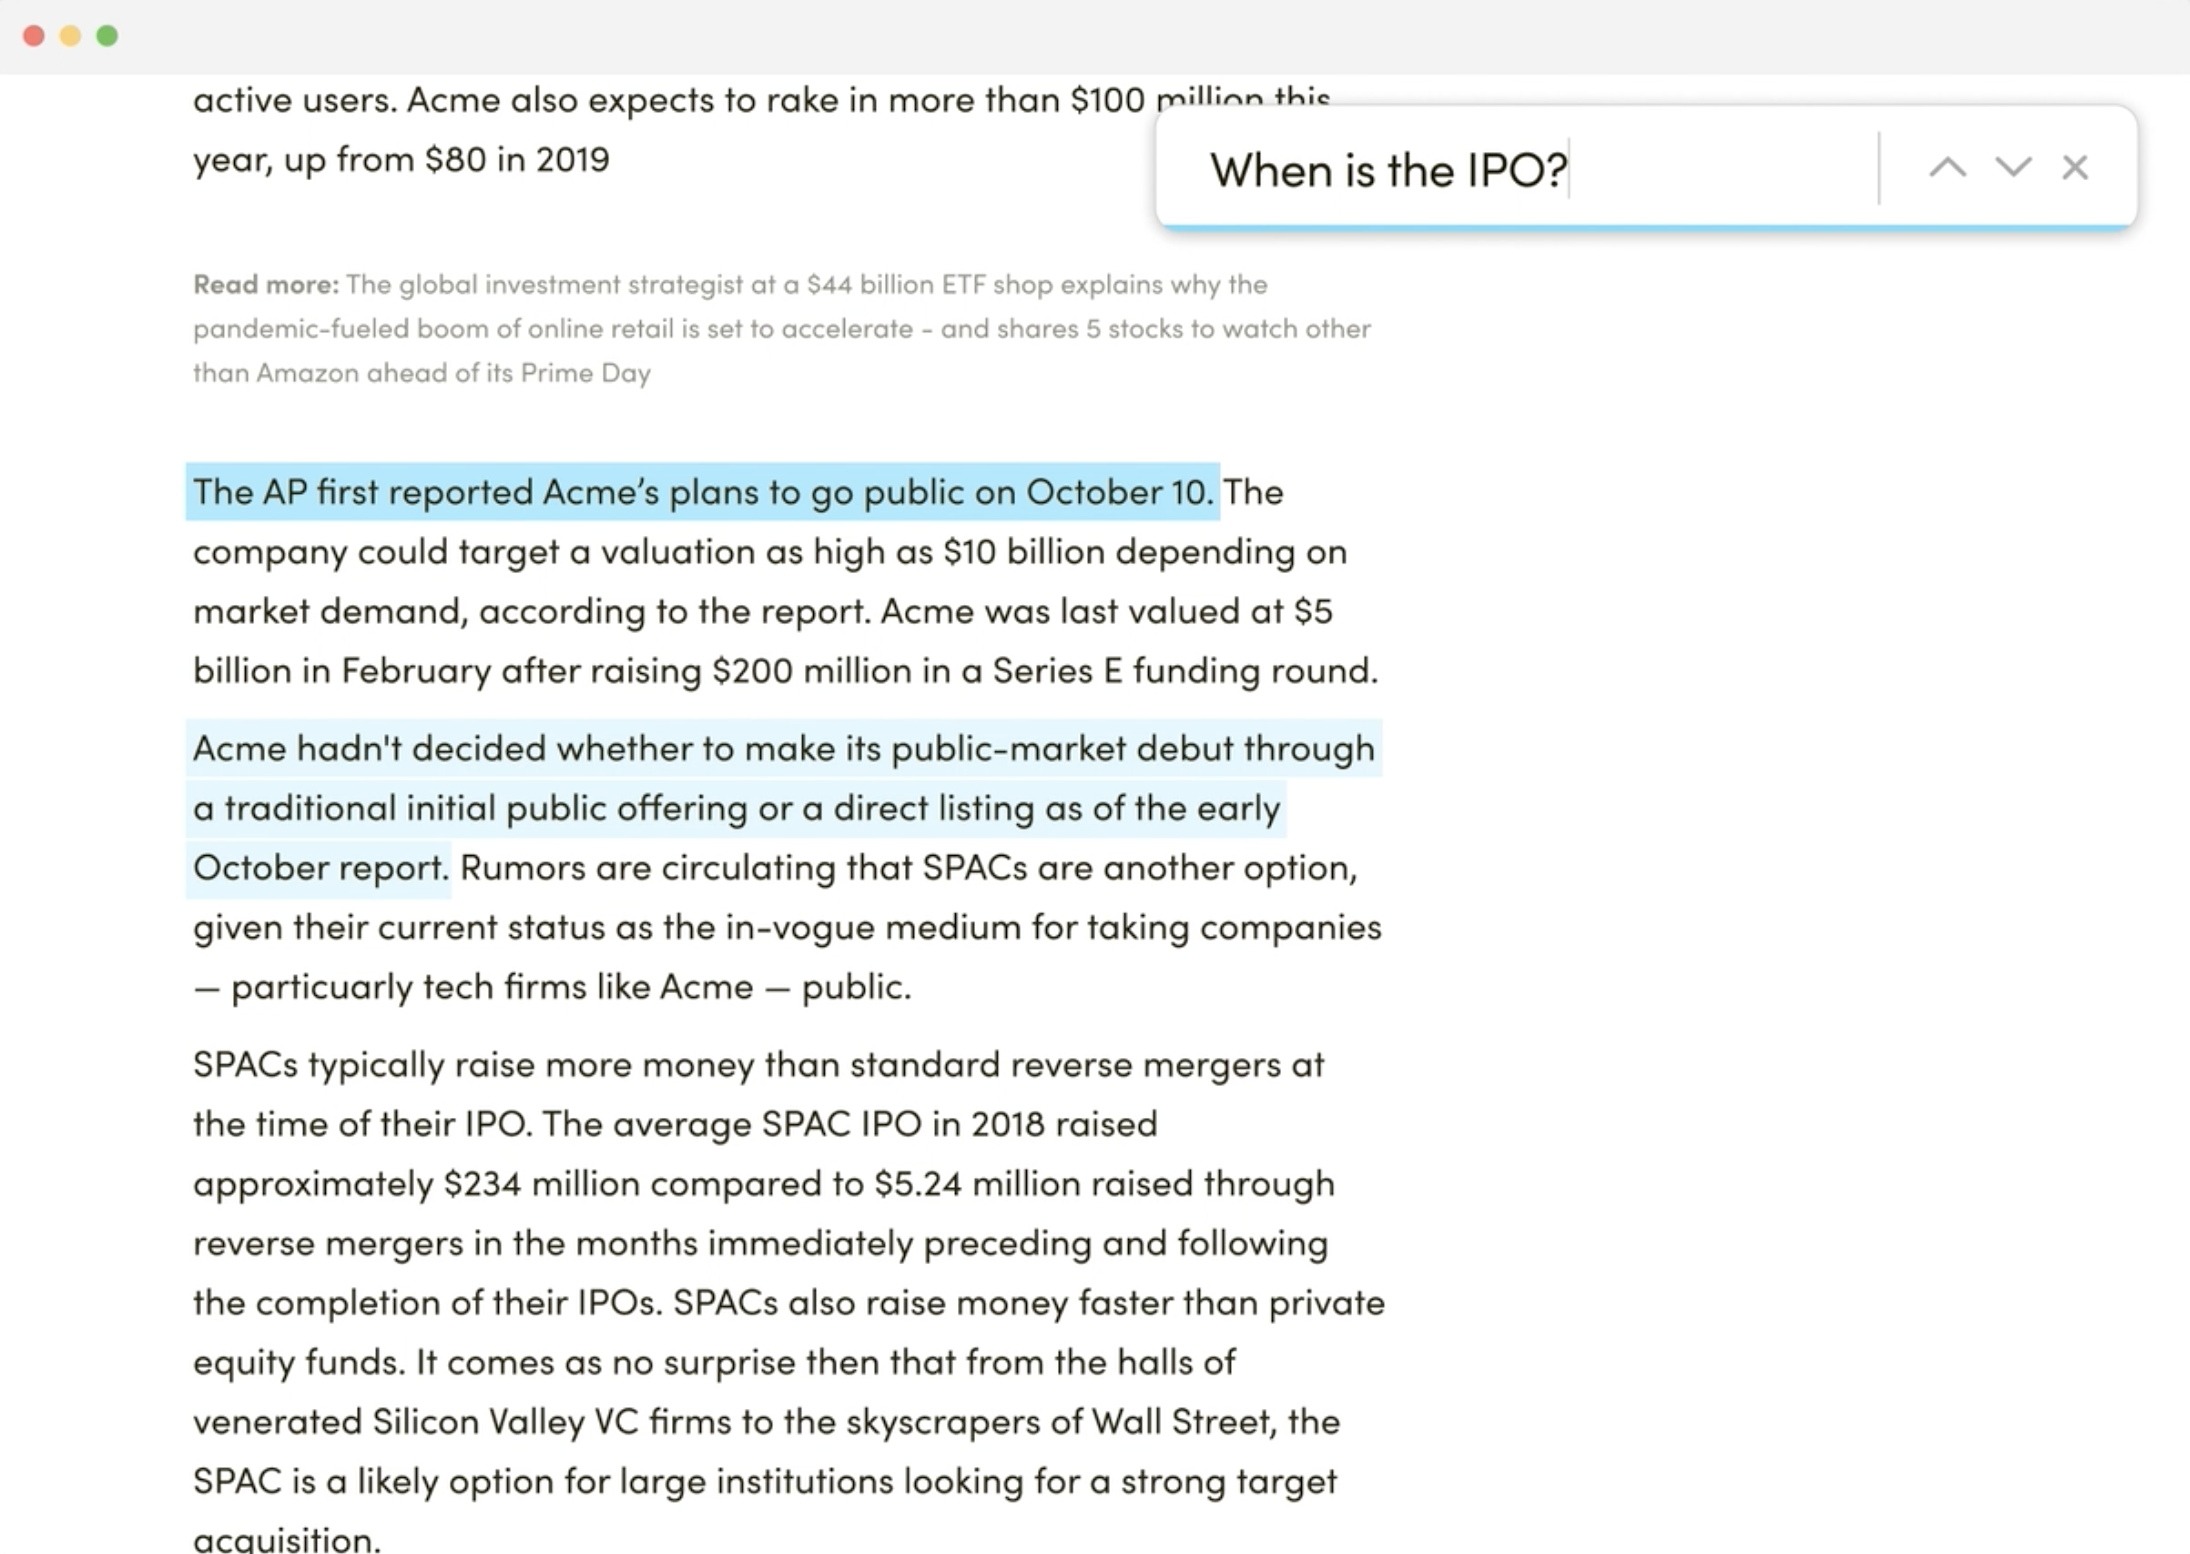 active users. Acme also expects to rake in more than $100 million this
year, up from $80 in 2019
When is the IPO?
Read more: The global investment strategist at a $44 billion ETF shop explains why the
pandemic-fueled boom of online retail is set to accelerate - and shares 5 stocks to watch other
than Amazon ahead of its Prime Day
The AP first reported Acme’s plans to go public on October 10. The
company could target a valuation as high as $10 billion depending on
market demand, according to the report. Acme was last valued at $5
billion in February after raising $200 million in a Series E funding round.
Acme hadn't decided whether to make its public-market debut through
a traditional initial public offering or a direct listing as of the early
October report. Rumors are circulating that SPACs are another option,
given their current status as the in-vogue medium for taking companies
— particuarly tech firms like Acme — public.
SPACs typically raise more money than standard reverse mergers at
the time of their IPO. The average SPAC IPO in 2018 raised
approximately $234 million compared to $5.24 million raised through
reverse mergers in the months immediately preceding and following
the completion of their IPOs. SPACs also raise money faster than private
equity funds. It comes as no surprise then that from the halls of
venerated Silicon Valley VC firms to the skyscrapers of Wall Street, the
SPAC is a likely option for large institutions looking for a strong target
acquisition.